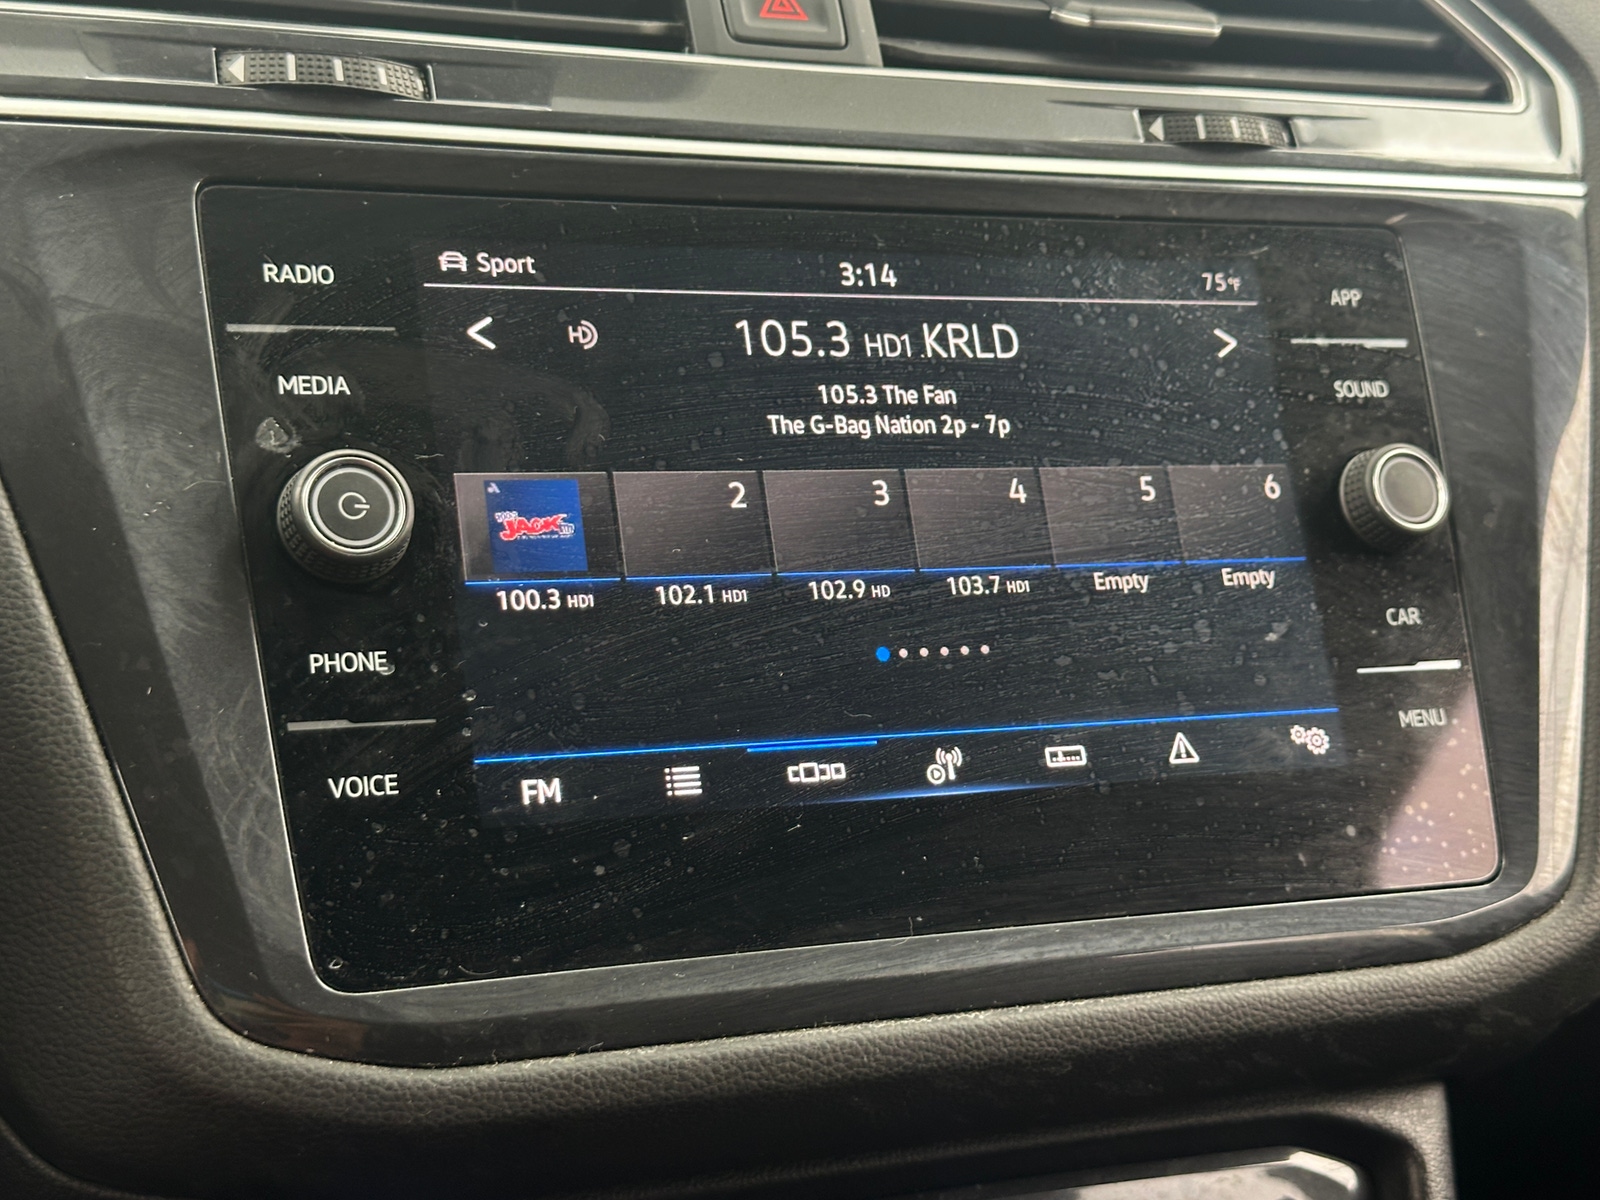 RADIO
MEDIA
PHONE
VOICE
Sport
3:14
75°F
HD
105.3 HD1 KRLD
105.3 The Fan
The G-Bag Nation 2p - 7p
JACK
2
3
4
5
6
100.3 HD1
102.1 HD1
102.9 HD
103.7 HD1
Empty
Empty
FM
APP
SOUND
CAR
MENU